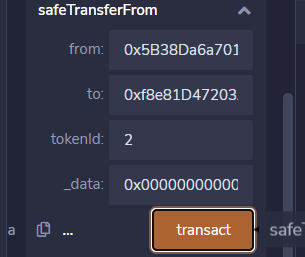 safeTransferFrom
from: 0x5B38Da6a701
to: 0xf8e81D47203
tokenId: 2
_data: 0x00000000000
a ... transact safeT